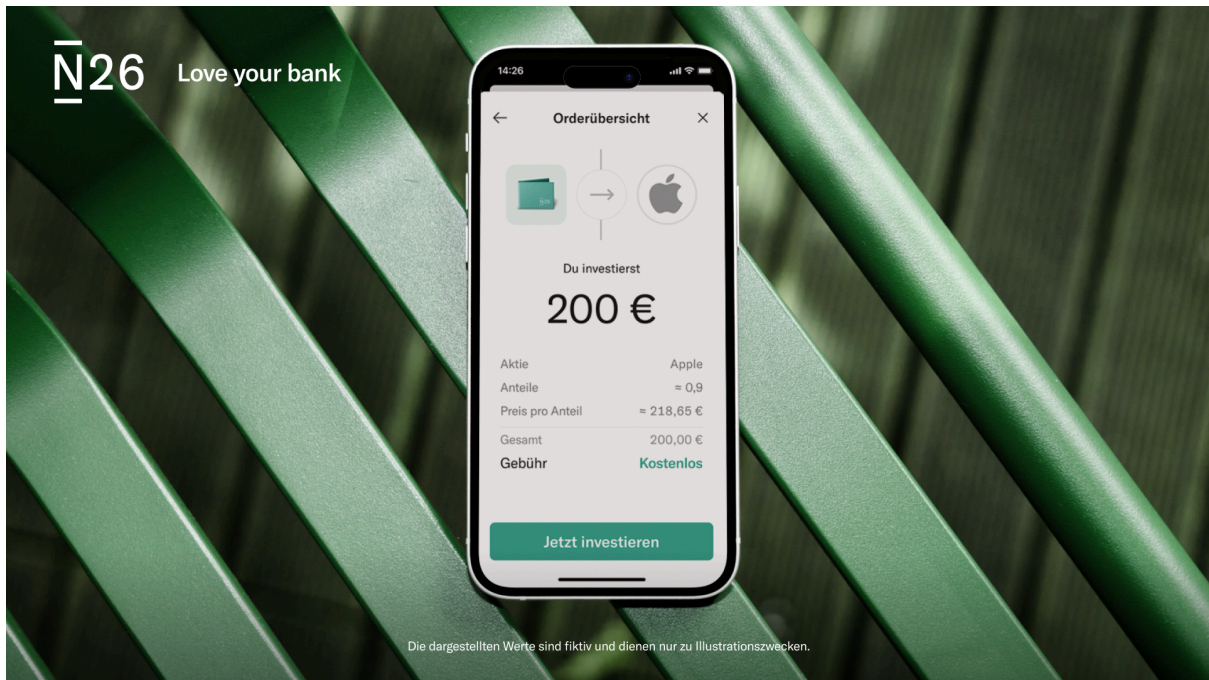 N26 Love your bank
14:26
Orderübersicht
Du investierst
200 €
Aktie Apple
Anteile ≈ 0,9
Preis pro Anteil ≈ 218,65 €
Gesamt 200,00 €
Gebühr Kostenlos
Jetzt investieren
Die dargestellten Werte sind fiktiv und dienen nur zu Illustrationszwecken.